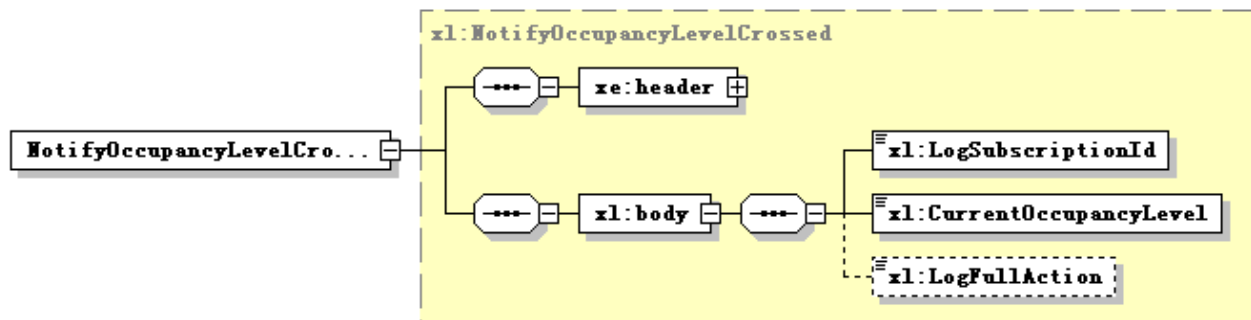 xl:NotifyOccupancyLevelCrossed
xe:header
NotifyOccupancyLevelCro...
xl:LogSubscriptionId
xl:body
xl:CurrentOccupancyLevel
xl:LogFullAction